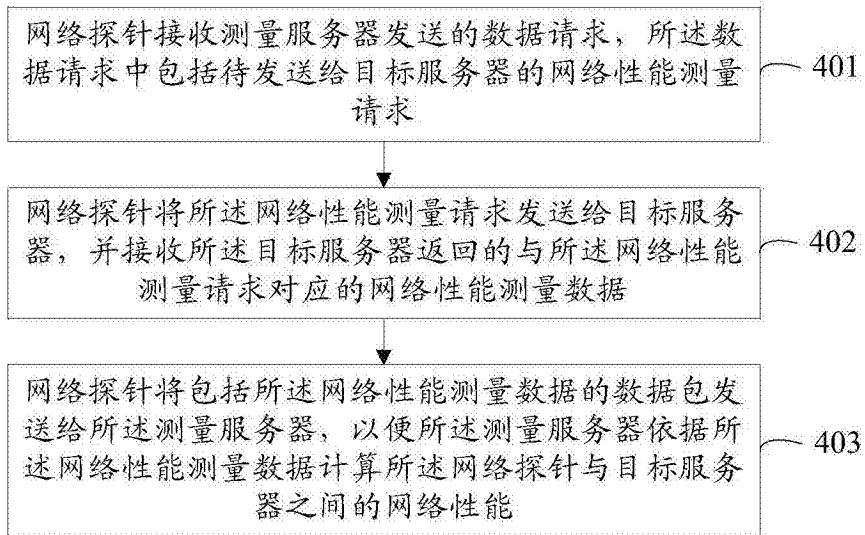 网络探针接收测量服务器发送的数据请求，所述数
据请求中包括待发送给目标服务器的网络性能测量
请求
401
网络探针将所述网络性能测量请求发送给目标服务
器，并接收所述目标服务器返回的与所述网络性能
测量请求对应的网络性能测量数据
402
网络探针将包括所述网络性能测量数据的数据包发
送给所述测量服务器，以便所述测量服务器依据所
述网络性能测量数据计算所述网络探针与目标服务
器之间的网络性能
403